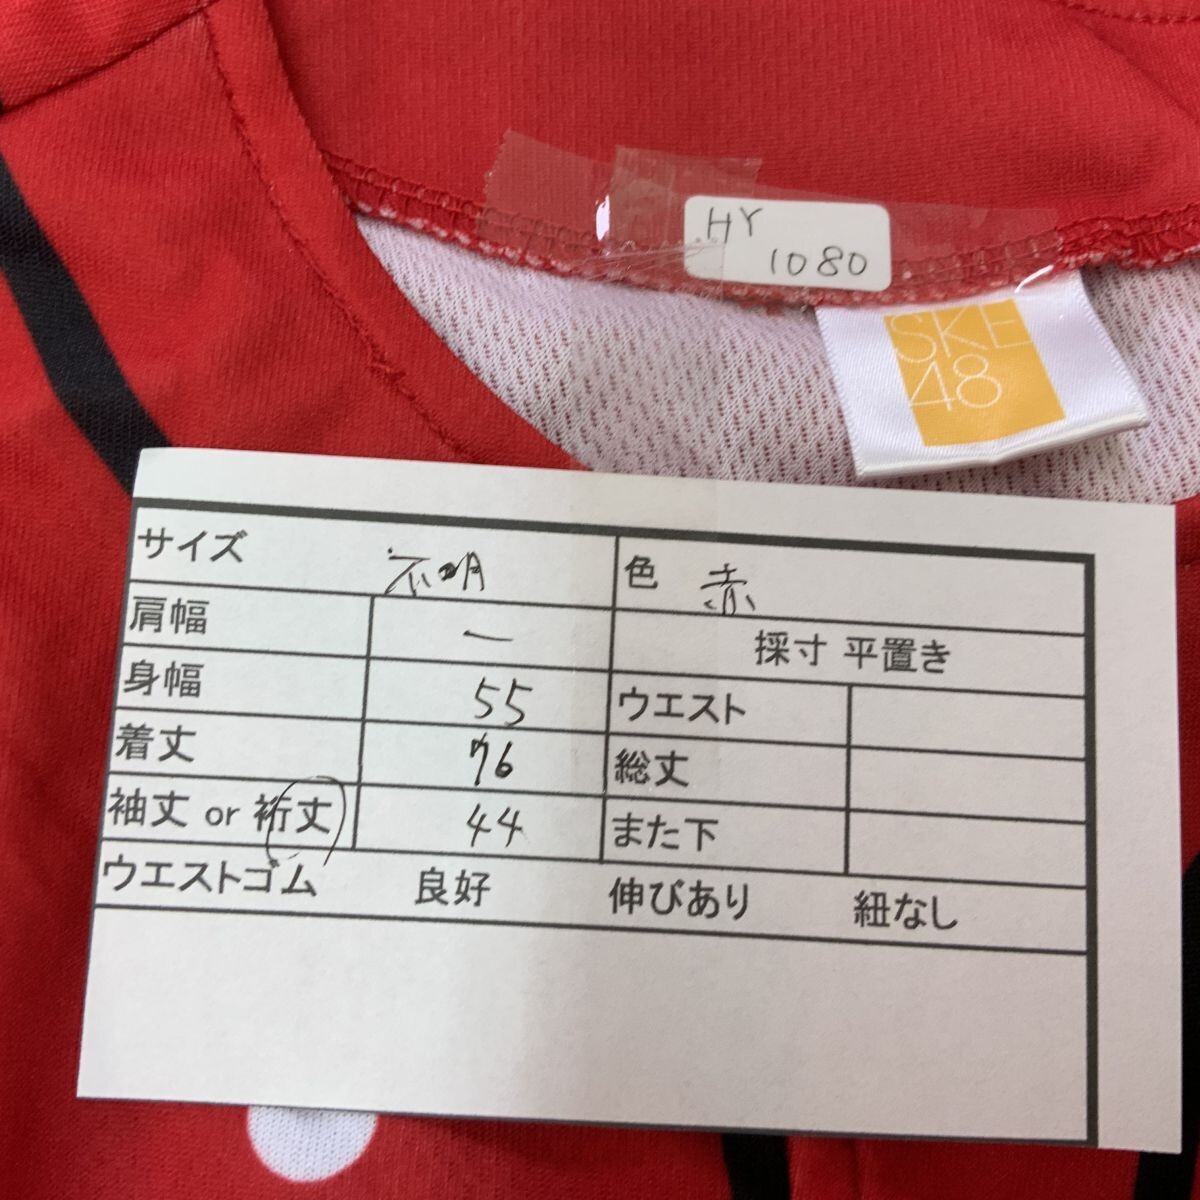 HY
1080
SKE
48
サイズ 不明 色 赤
肩幅 — 採寸 平置き
身幅 55 ウエスト
着丈 76 総丈
袖丈 or 裄丈 44 また下
ウエストゴム 良好 伸びあり 紐なし